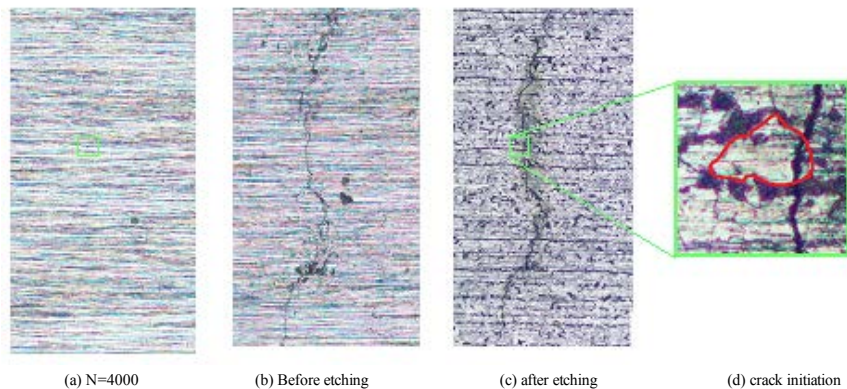 (a) N=4000
(b) Before etching
(c) after etching
(d) crack initiation